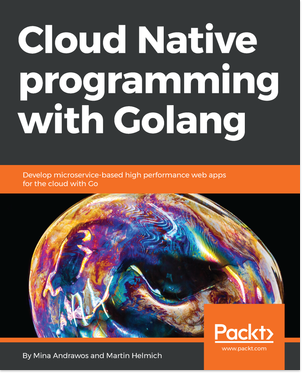 Cloud Native
programming
with Golang
Develop microservice-based high performance web apps
for the cloud with Go
Packt>
www.packt.com
By Mina Andrawos and Martin Helmich